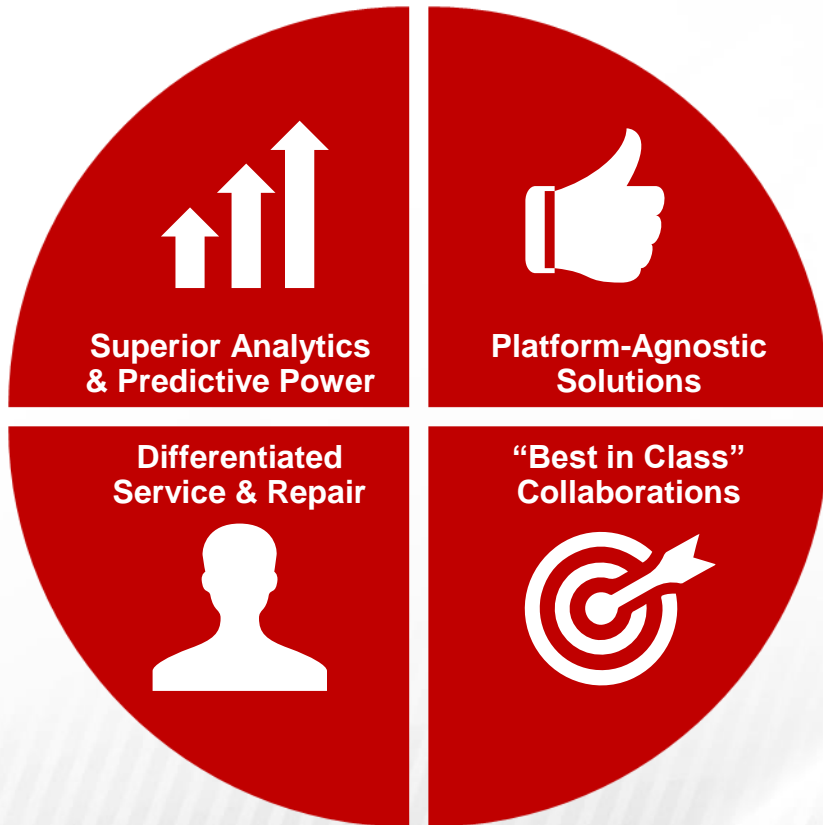 Superior Analytics
& Predictive Power
Platform-Agnostic
Solutions
Differentiated
Service & Repair
“Best in Class”
Collaborations